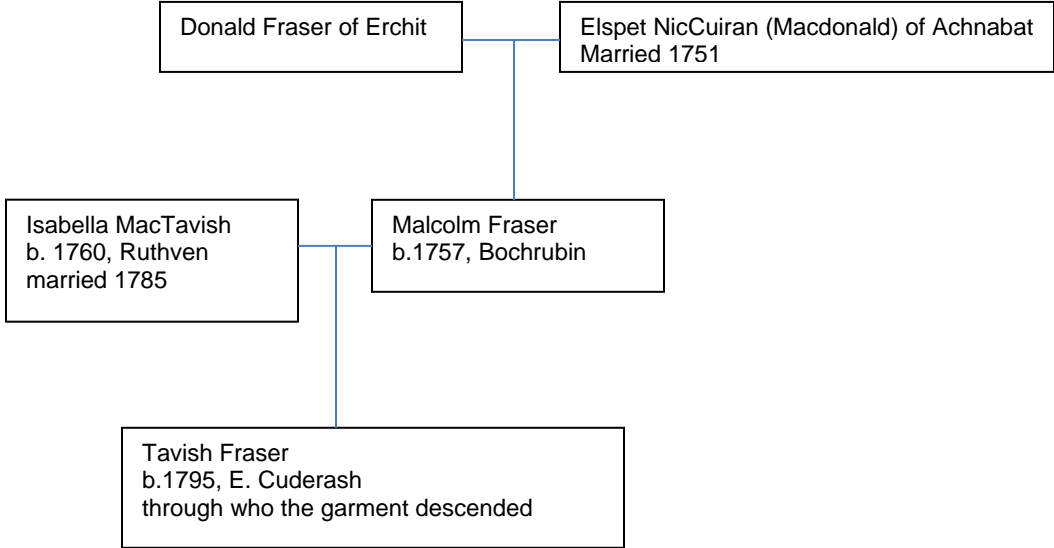 Donald Fraser of Erchit
Elspet NicCuiran (Macdonald) of Achnabat
Married 1751
Isabella MacTavish
b. 1760, Ruthven
married 1785
Malcolm Fraser
b.1757, Bochrubin
Tavish Fraser
b.1795, E. Cuderash
through who the garment descended